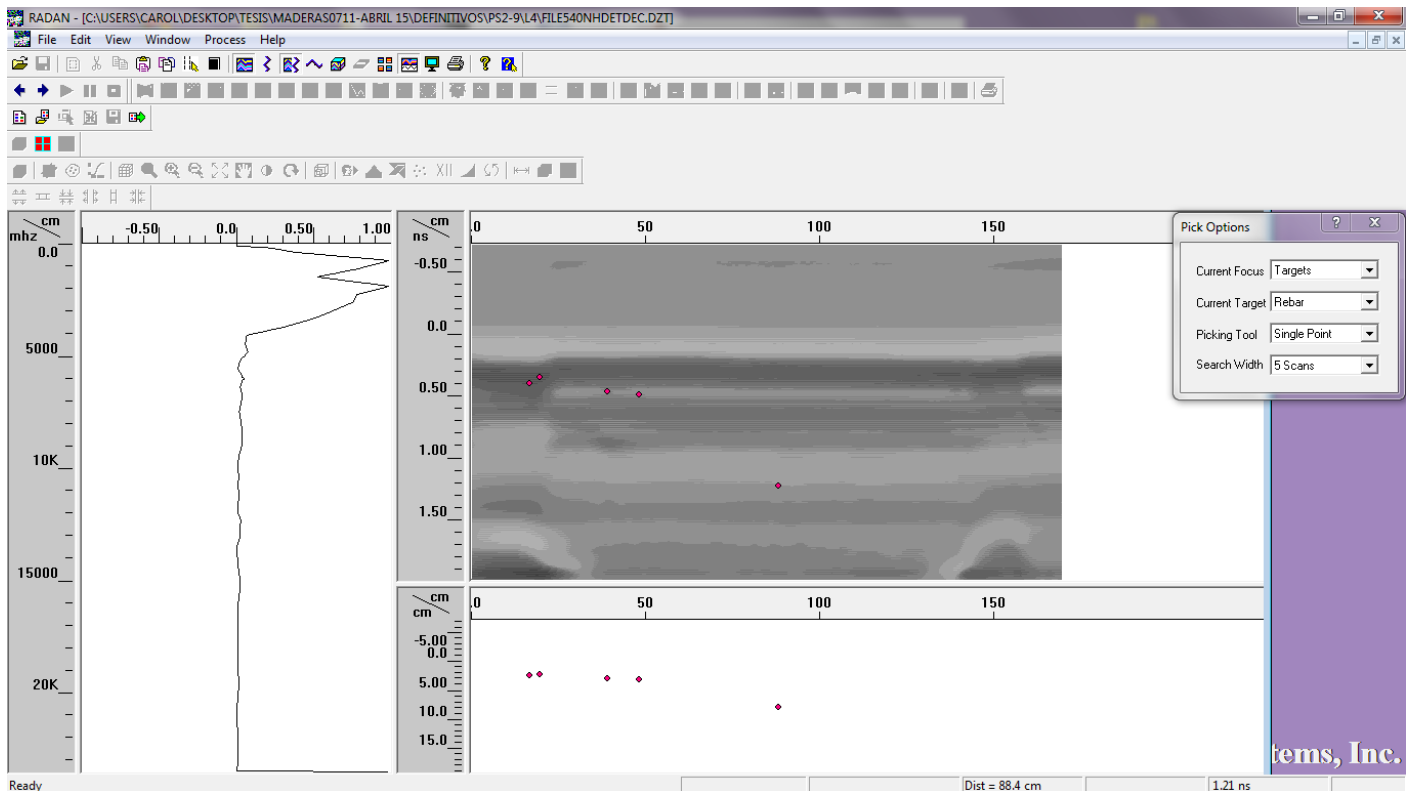 RADAN - [C:\USERS\CAROL\DESKTOP\TESIS\MADERAS0711-ABRIL 15\DEFINITIVOS\PS2-9\L4\FILE540NHDETDEC.DZT]
File Edit View Window Process Help
XII
cm
mhz
-0.50 0.0 0.50 1.00
0.0
5000
10K
15000
20K
cm
ns
.0 50 100 150
-0.50
0.0
0.50
1.00
1.50
cm
cm
.0 50 100 150
-5.00
0.0
5.00
10.0
15.0
Pick Options
Current Focus Targets
Current Target Rebar
Picking Tool Single Point
Search Width 5 Scans
tems, Inc.
Ready Dist = 88.4 cm 1.21 ns